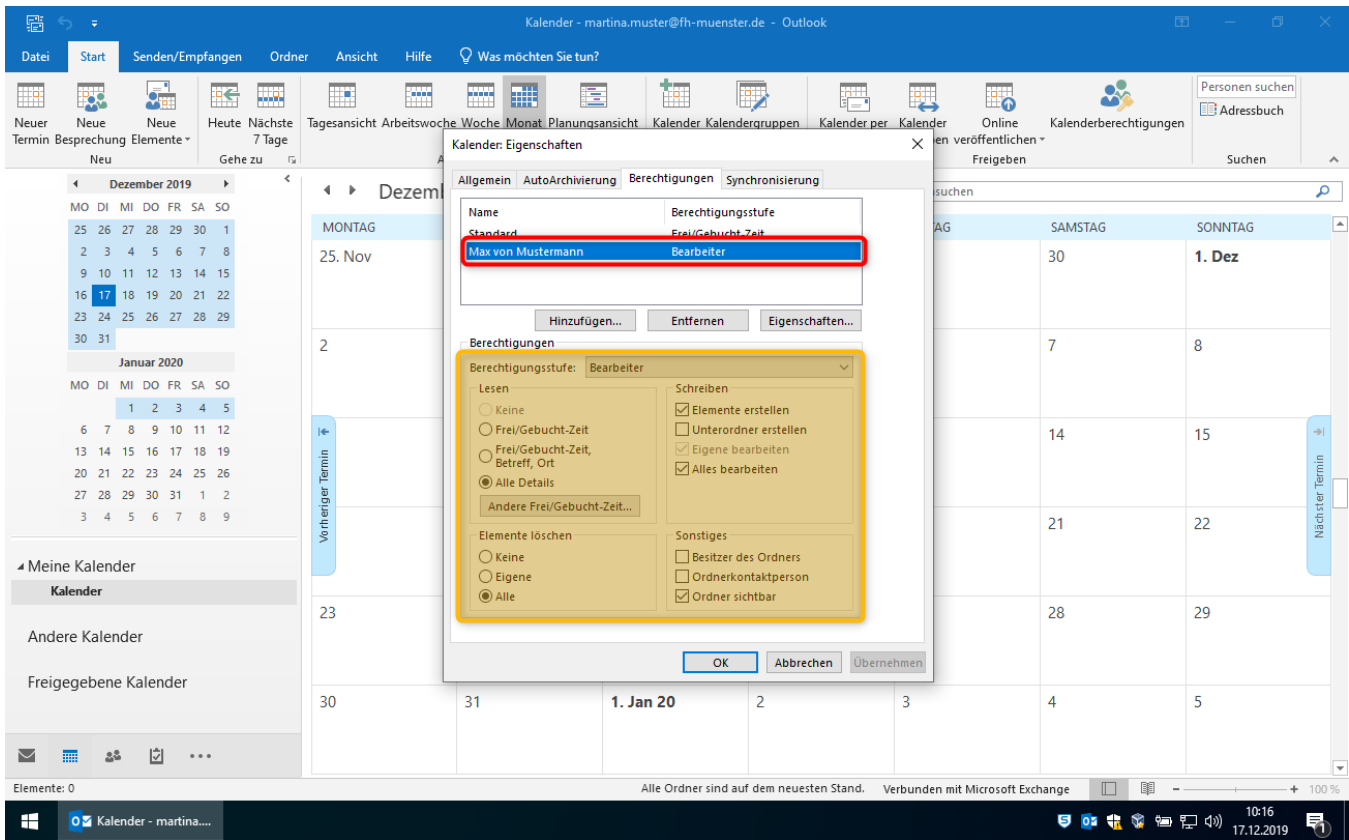 Kalender - martina.muster@fh-muenster.de - Outlook
Datei Start Senden/Empfangen Ordner Ansicht Hilfe Was möchten Sie tun?
Neuer Termin
Neue Besprechung
Neue Elemente
Heute
Nächste 7 Tage
Tagesansicht Arbeitswoche Woche Monat Planungsansicht
Kalender Kalendergruppen
Kalender per
Kalender
en
Online veröffentlichen
Kalenderberechtigungen
Personen suchen
Adressbuch
Neu Gehe zu A Freigeben Suchen
Dezember 2019
MO DI MI DO FR SA SO
25 26 27 28 29 30 1
2 3 4 5 6 7 8
9 10 11 12 13 14 15
16 17 18 19 20 21 22
23 24 25 26 27 28 29
30 31
Januar 2020
MO DI MI DO FR SA SO
1 2 3 4 5
6 7 8 9 10 11 12
13 14 15 16 17 18 19
20 21 22 23 24 25 26
27 28 29 30 31 1 2
3 4 5 6 7 8 9
Meine Kalender
Kalender
Andere Kalender
Freigegebene Kalender
Dezem
suchen
MONTAG AG SAMSTAG SONNTAG
25. Nov 30 1. Dez
2 7 8
14 15
21 22
23 28 29
30 31 1. Jan 20 2 3 4 5
Vorheriger Termin
Nächster Termin
Kalender: Eigenschaften
Allgemein AutoArchivierung Berechtigungen Synchronisierung
Name Berechtigungsstufe
Standard Frei/Gebucht-Zeit
Max von Mustermann Bearbeiter
Hinzufügen... Entfernen Eigenschaften...
Berechtigungen
Berechtigungsstufe: Bearbeiter
Lesen
Keine
Frei/Gebucht-Zeit
Frei/Gebucht-Zeit,
Betreff, Ort
Alle Details
Andere Frei/Gebucht-Zeit...
Schreiben
Elemente erstellen
Unterordner erstellen
Eigene bearbeiten
Alles bearbeiten
Elemente löschen
Keine
Eigene
Alle
Sonstiges
Besitzer des Ordners
Ordnerkontaktperson
Ordner sichtbar
OK Abbrechen Übernehmen
Elemente: 0 Alle Ordner sind auf dem neuesten Stand. Verbunden mit Microsoft Exchange 100 %
Kalender - martina....
10:16
17.12.2019